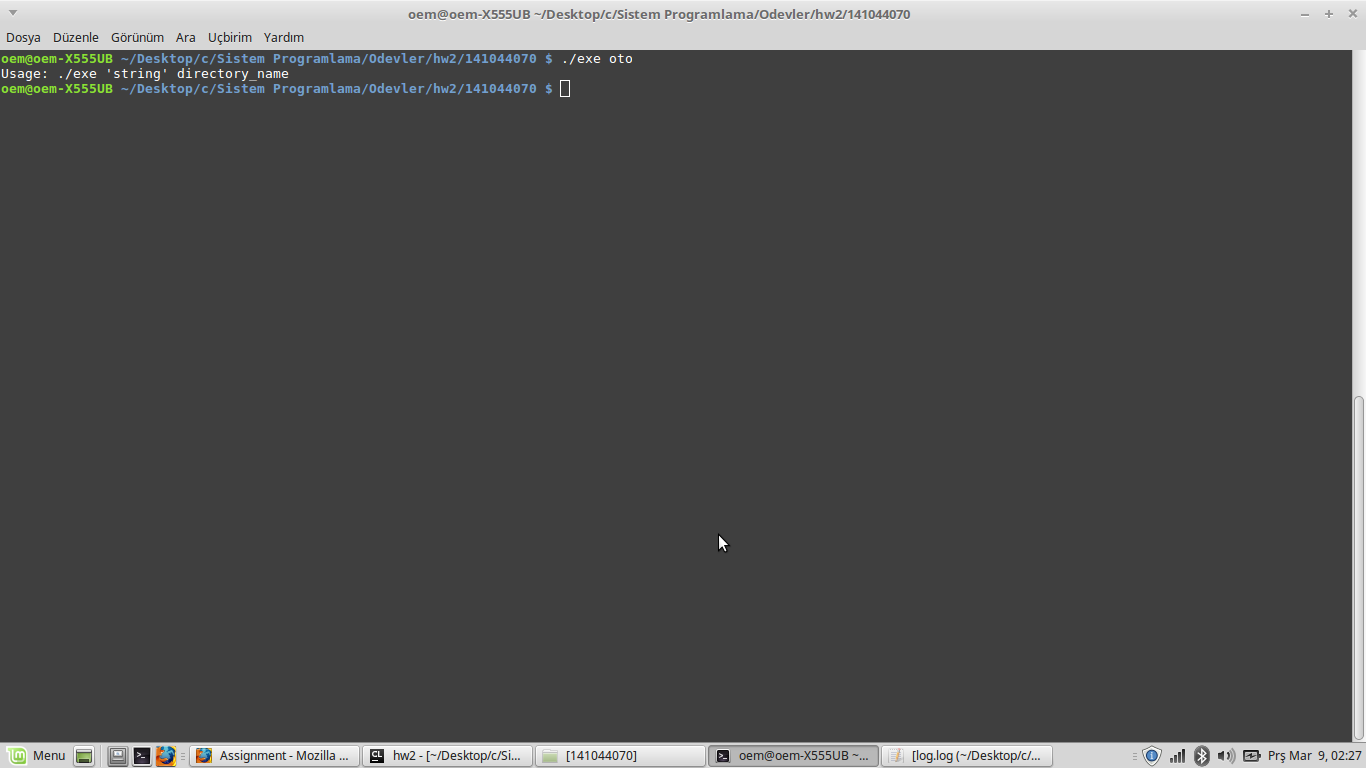 oem@oem-X555UB ~/Desktop/c/Sistem Programlama/Odevler/hw2/141044070
Dosya Düzenle Görünüm Ara Uçbirim Yardım
oem@oem-X555UB ~/Desktop/c/Sistem Programlama/Odevler/hw2/141044070 $ ./exe oto
Usage: ./exe 'string' directory_name
oem@oem-X555UB ~/Desktop/c/Sistem Programlama/Odevler/hw2/141044070 $
Menu Assignment - Mozilla ... CL hw2 - [~/Desktop/c/Si... [141044070] oem@oem-X555UB ~... [log.log (~/Desktop/c/... Prş Mar 9, 02:27